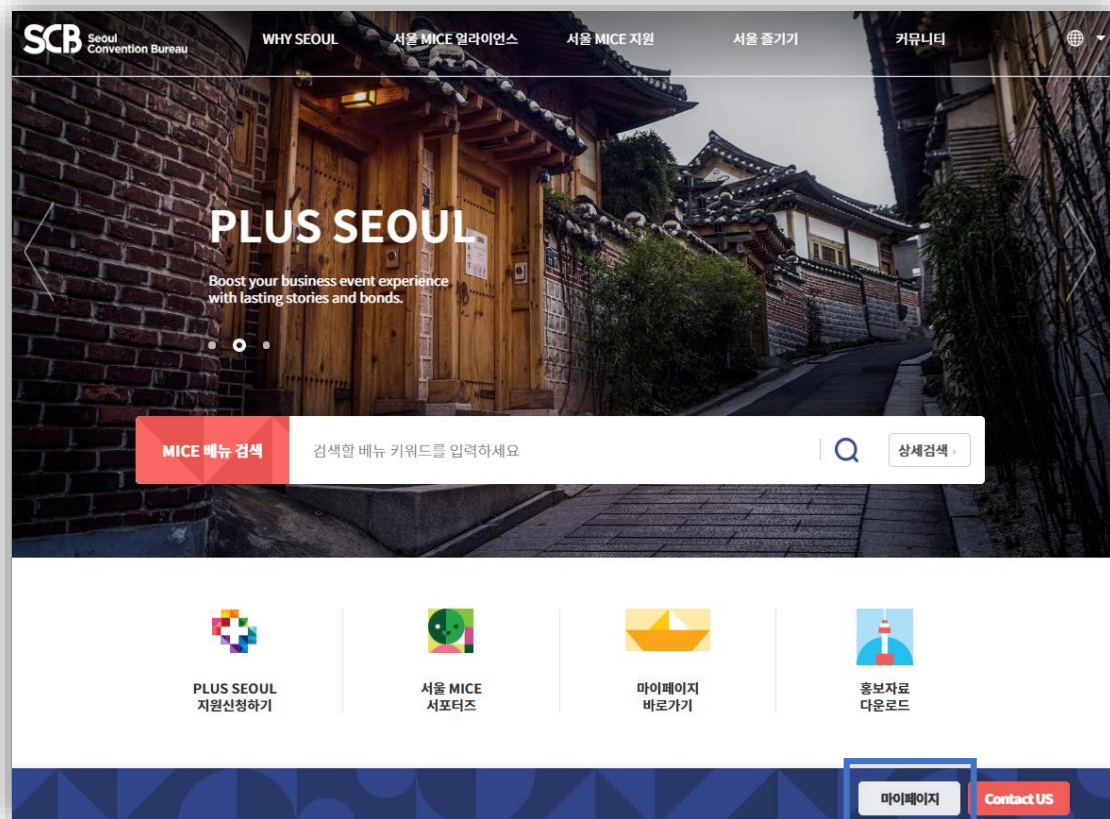 SCB Seoul
Convention Bureau
WHY SEOUL
서울 MICE 얼라이언스
서울 MICE 지원
서울 즐기기
커뮤니티
PLUS SEOUL
Boost your business event experience
with lasting stories and bonds.
MICE 메뉴 검색
검색할 메뉴 키워드를 입력하세요
상세검색 ›
PLUS SEOUL
지원신청하기
서울 MICE
서포터즈
마이페이지
바로가기
홍보자료
다운로드
마이페이지
Contact US